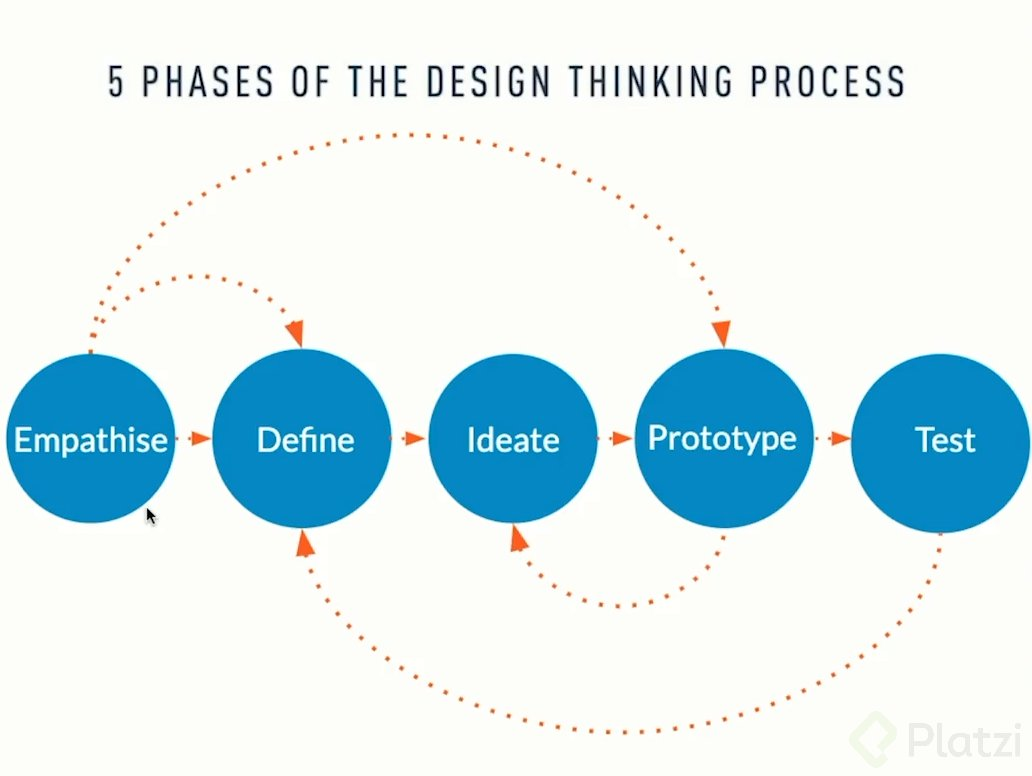 5 PHASES OF THE DESIGN THINKING PROCESS
Empathise
Define
Ideate
Prototype
Test
Platzi